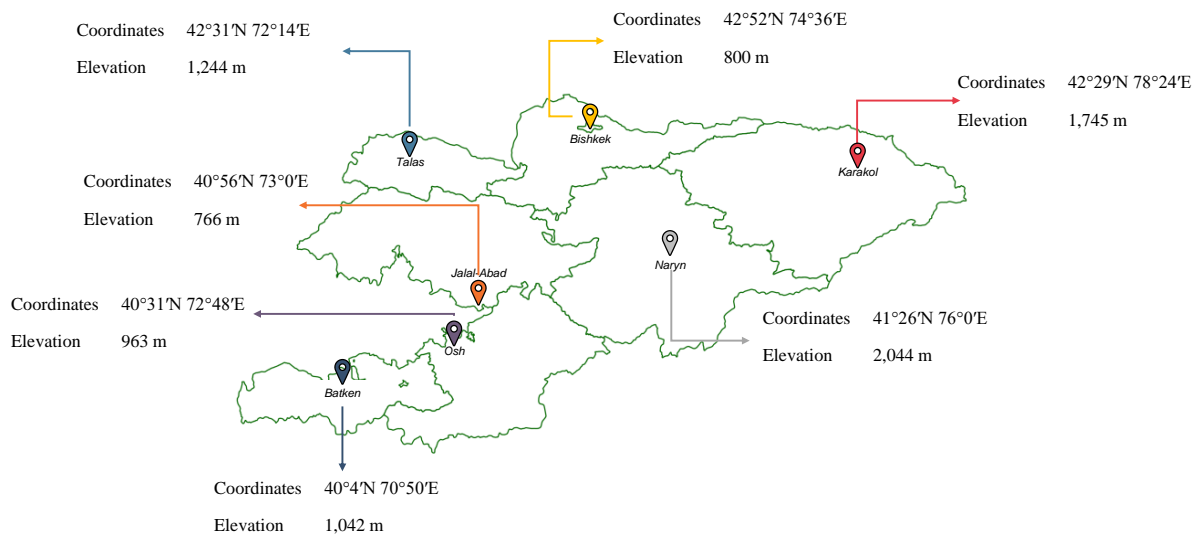 Coordinates 42°31′N 72°14′E
Elevation 1,244 m
Coordinates 42°52′N 74°36′E
Elevation 800 m
Coordinates 42°29′N 78°24′E
Elevation 1,745 m
Bishkek
Talas
Karakol
Coordinates 40°56′N 73°0′E
Elevation 766 m
Naryn
Jalal-Abad
Coordinates 40°31′N 72°48′E
Elevation 963 m
Osh
Coordinates 41°26′N 76°0′E
Elevation 2,044 m
Batken
Coordinates 40°4′N 70°50′E
Elevation 1,042 m